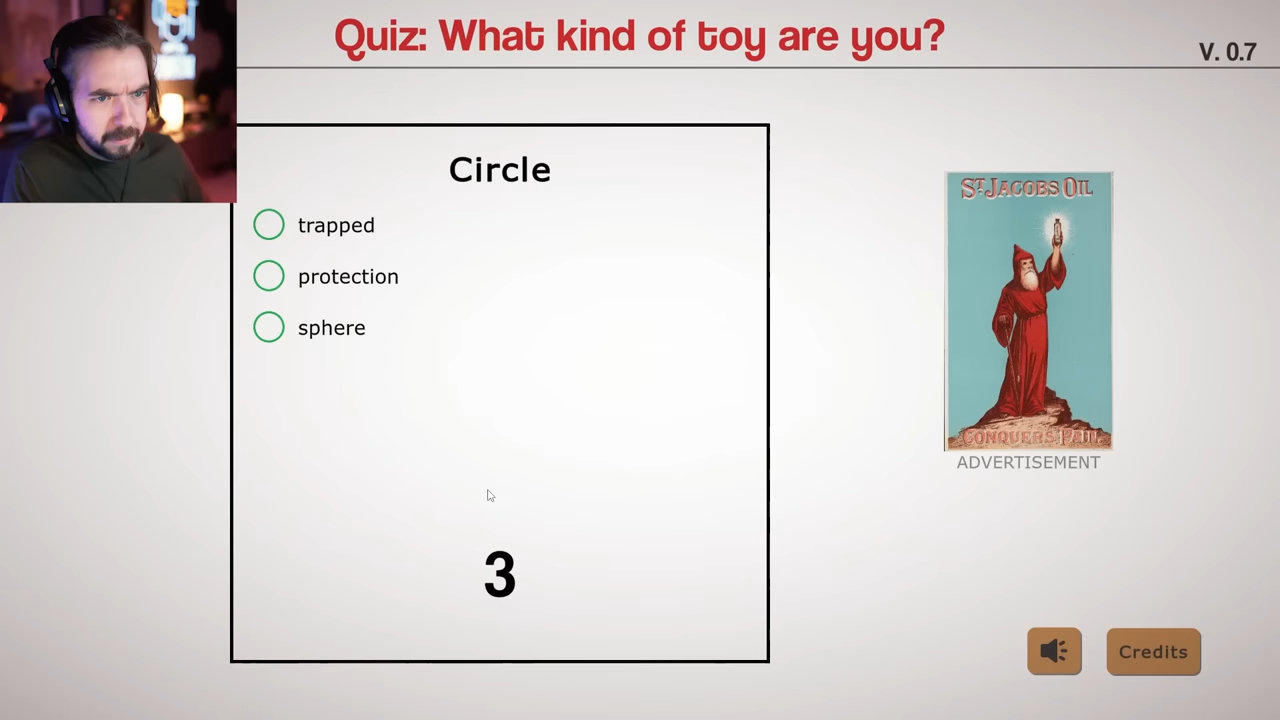 Quiz: What kind of toy are you?
V. 0.7
Circle
trapped
protection
sphere
3
ST. JACOBS OIL
CONQUERS PAIN
ADVERTISEMENT
Credits